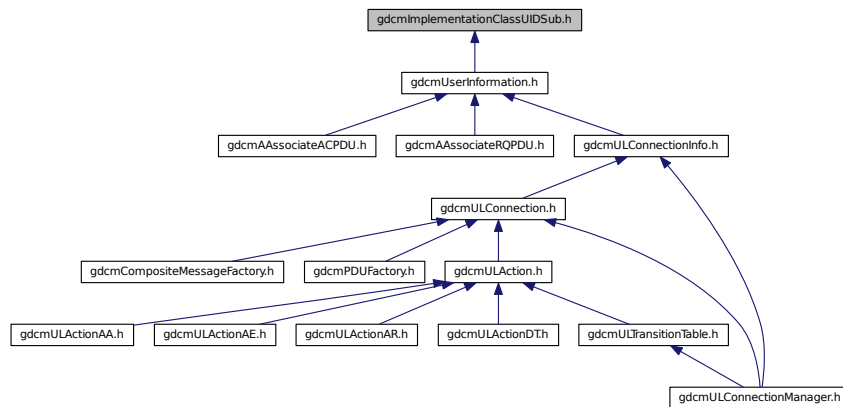 gdcmImplementationClassUIDSub.h
gdcmUserInformation.h
gdcmAAssociateACPDU.h
gdcmAAssociateRQPDU.h
gdcmULConnectionInfo.h
gdcmULConnection.h
gdcmCompositeMessageFactory.h
gdcmPDUFactory.h
gdcmULAction.h
gdcmULActionAA.h
gdcmULActionAE.h
gdcmULActionAR.h
gdcmULActionDT.h
gdcmULTransitionTable.h
gdcmULConnectionManager.h